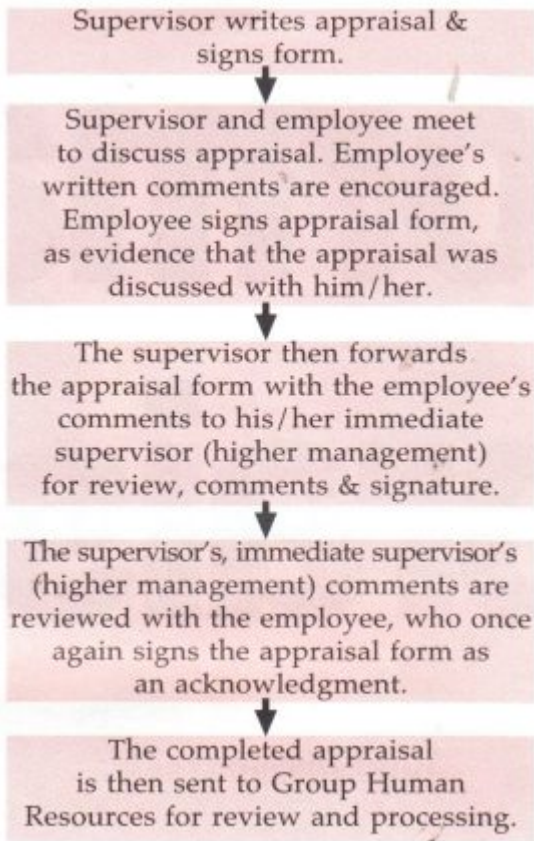 Supervisor writes appraisal &
signs form.
Supervisor and employee meet
to discuss appraisal. Employee's
written comments are encouraged.
Employee signs appraisal form,
as evidence that the appraisal was
discussed with him/her.
The supervisor then forwards
the appraisal form with the employee's
comments to his/her immediate
supervisor (higher management)
for review, comments & signature.
The supervisor's, immediate supervisor's
(higher management) comments are
reviewed with the employee, who once
again signs the appraisal form as
an acknowledgment.
The completed appraisal
is then sent to Group Human
Resources for review and processing.